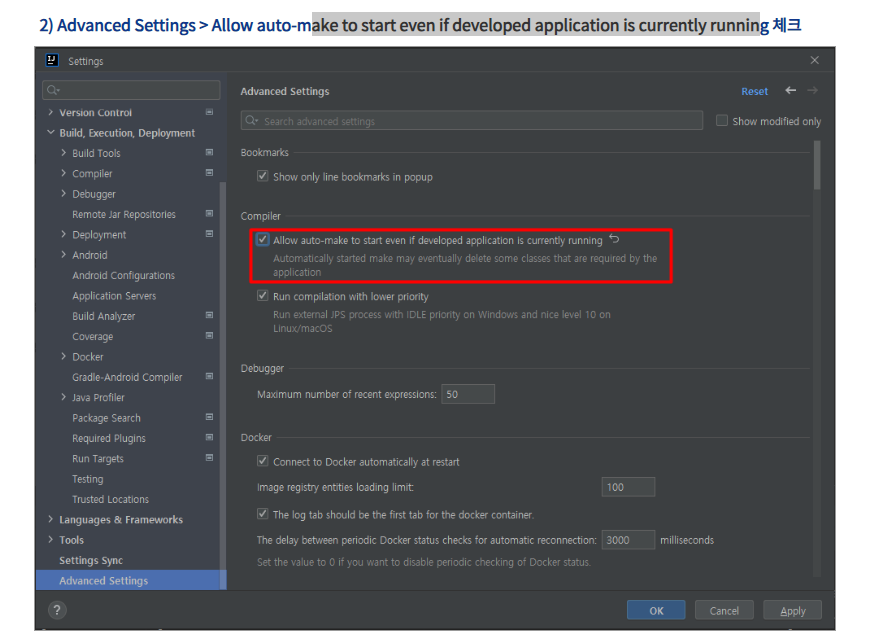 2) Advanced Settings > Allow auto-make to start even if developed application is currently running 체크
Settings
Version Control
Build, Execution, Deployment
Build Tools
Compiler
Debugger
Remote Jar Repositories
Deployment
Android
Android Configurations
Application Servers
Build Analyzer
Coverage
Docker
Gradle-Android Compiler
Java Profiler
Package Search
Required Plugins
Run Targets
Testing
Trusted Locations
Languages & Frameworks
Tools
Settings Sync
Advanced Settings
Advanced Settings
Reset
Search advanced settings
Show modified only
Bookmarks
Show only line bookmarks in popup
Compiler
Allow auto-make to start even if developed application is currently running
Automatically started make may eventually delete some classes that are required by the
application
Run compilation with lower priority
Run external JPS process with IDLE priority on Windows and nice level 10 on
Linux/macOS
Debugger
Maximum number of recent expressions: 50
Docker
Connect to Docker automatically at restart
Image registry entities loading limit: 100
The log tab should be the first tab for the docker container.
The delay between periodic Docker status checks for automatic reconnection: 3000 milliseconds
Set the value to 0 if you want to disable periodic checking of Docker status.
?
OK
Cancel
Apply